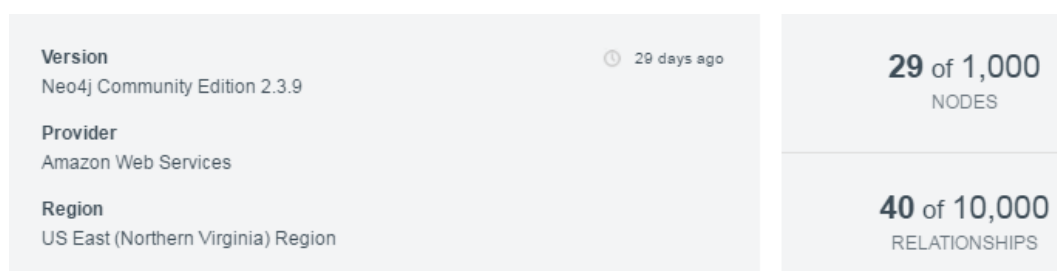 Version
29 days ago
Neo4j Community Edition 2.3.9
Provider
Amazon Web Services
Region
US East (Northern Virginia) Region
29 of 1,000
NODES
40 of 10,000
RELATIONSHIPS